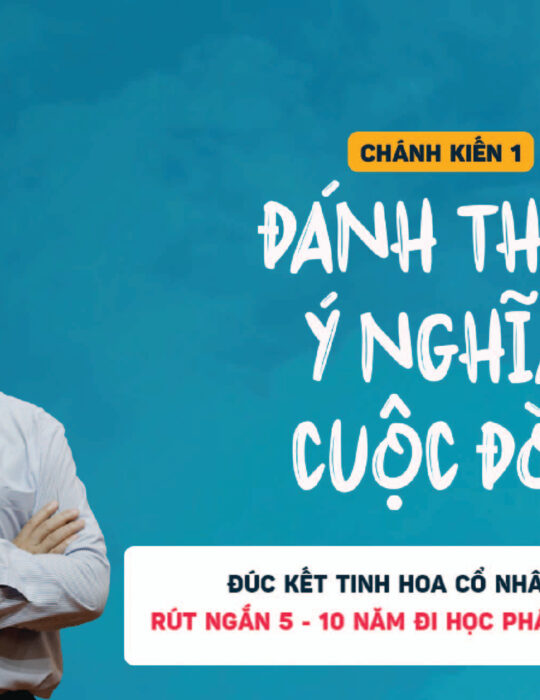 CHÁNH KIẾN 1
ĐÁNH TH
Ý NGHĨ
CUỘC ĐỜ
ĐÚC KẾT TINH HOA CỔ NHÂ
RÚT NGẮN 5 - 10 NĂM ĐI HỌC PHÁ